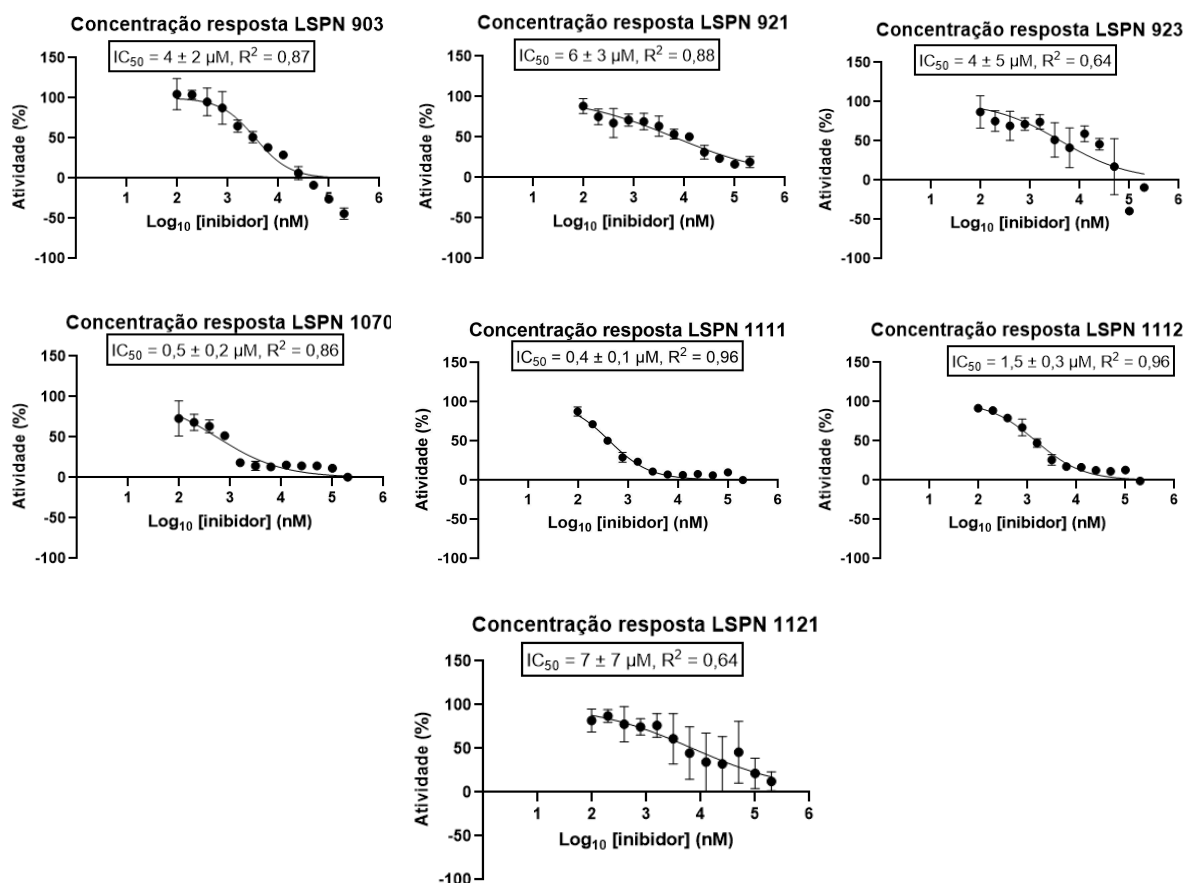 Concentração resposta LSPN 903
IC50 = 4 ± 2 µM, R2 = 0,87
Atividade (%)
150
100
50
0
-50
-100
1 2 3 4 5 6
Log10 [inibidor] (nM)
Concentração resposta LSPN 921
IC50 = 6 ± 3 µM, R2 = 0,88
Atividade (%)
150
100
50
0
-50
-100
1 2 3 4 5 6
Log10 [inibidor] (nM)
Concentração resposta LSPN 923
IC50 = 4 ± 5 µM, R2 = 0,64
Atividade (%)
150
100
50
0
-50
-100
1 2 3 4 5 6
Log10 [inibidor] (nM)
Concentração resposta LSPN 1070
IC50 = 0,5 ± 0,2 µM, R2 = 0,86
Atividade (%)
150
100
50
0
-50
-100
1 2 3 4 5 6
Log10 [inibidor] (nM)
Concentração resposta LSPN 1111
IC50 = 0,4 ± 0,1 µM, R2 = 0,96
Atividade (%)
150
100
50
0
-50
-100
1 2 3 4 5 6
Log10 [inibidor] (nM)
Concentração resposta LSPN 1112
IC50 = 1,5 ± 0,3 µM, R2 = 0,96
Atividade (%)
150
100
50
0
-50
-100
1 2 3 4 5 6
Log10 [inibidor] (nM)
Concentração resposta LSPN 1121
IC50 = 7 ± 7 µM, R2 = 0,64
Atividade (%)
150
100
50
0
-50
-100
1 2 3 4 5 6
Log10 [inibidor] (nM)